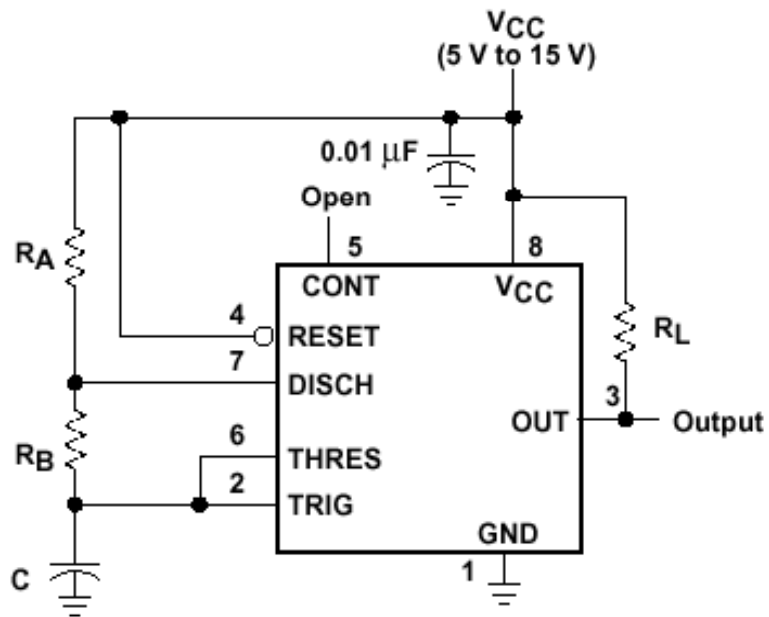 VCC
(5 V to 15 V)
0.01 μF
Open
RA
5
8
CONT
VCC
4
RESET
RL
7
DISCH
3
OUT
Output
6
RB
THRES
2
TRIG
GND
C
1